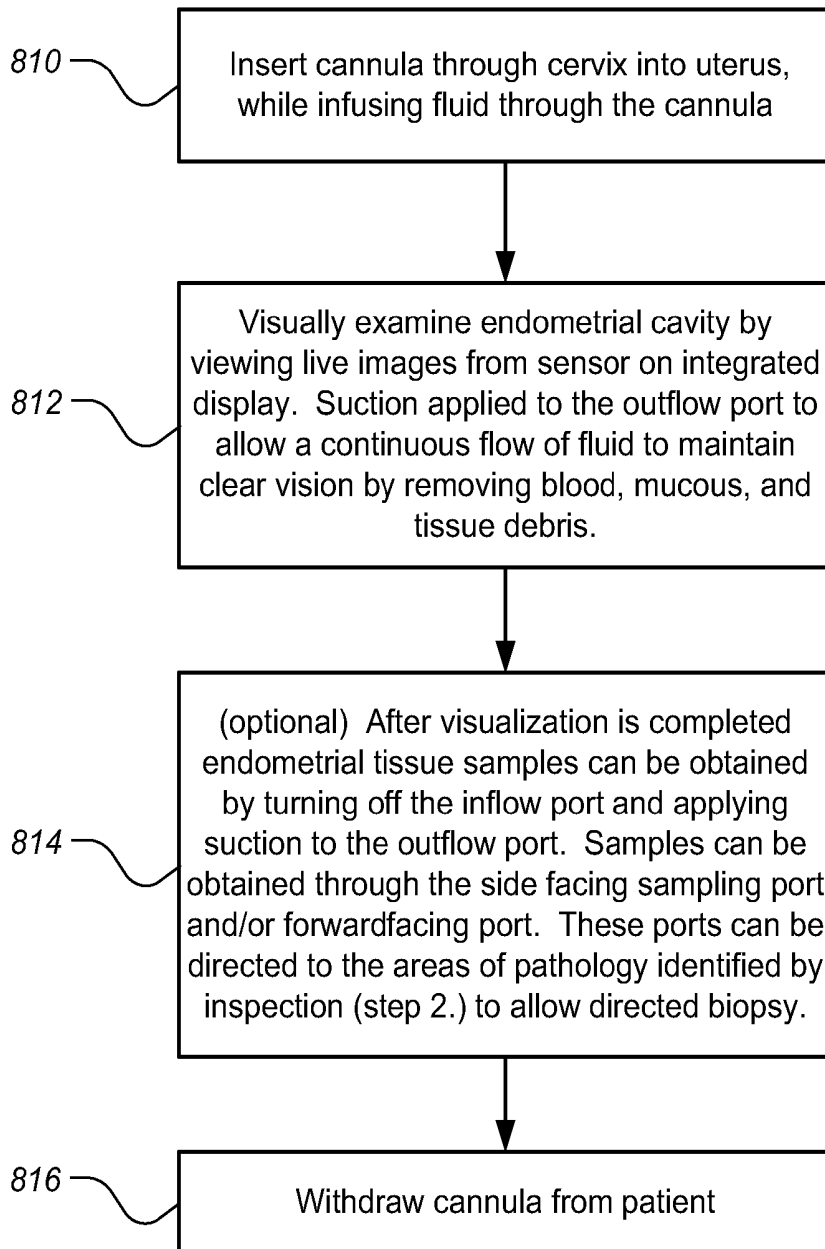 810
Insert cannula through cervix into uterus,
while infusing fluid through the cannula
812
Visually examine endometrial cavity by
viewing live images from sensor on integrated
display.  Suction applied to the outflow port to
allow a continuous flow of fluid to maintain
clear vision by removing blood, mucous, and
tissue debris.
814
(optional)  After visualization is completed
endometrial tissue samples can be obtained
by turning off the inflow port and applying
suction to the outflow port.  Samples can be
obtained through the side facing sampling port
and/or forwardfacing port.  These ports can be
directed to the areas of pathology identified by
inspection (step 2.) to allow directed biopsy.
816
Withdraw cannula from patient